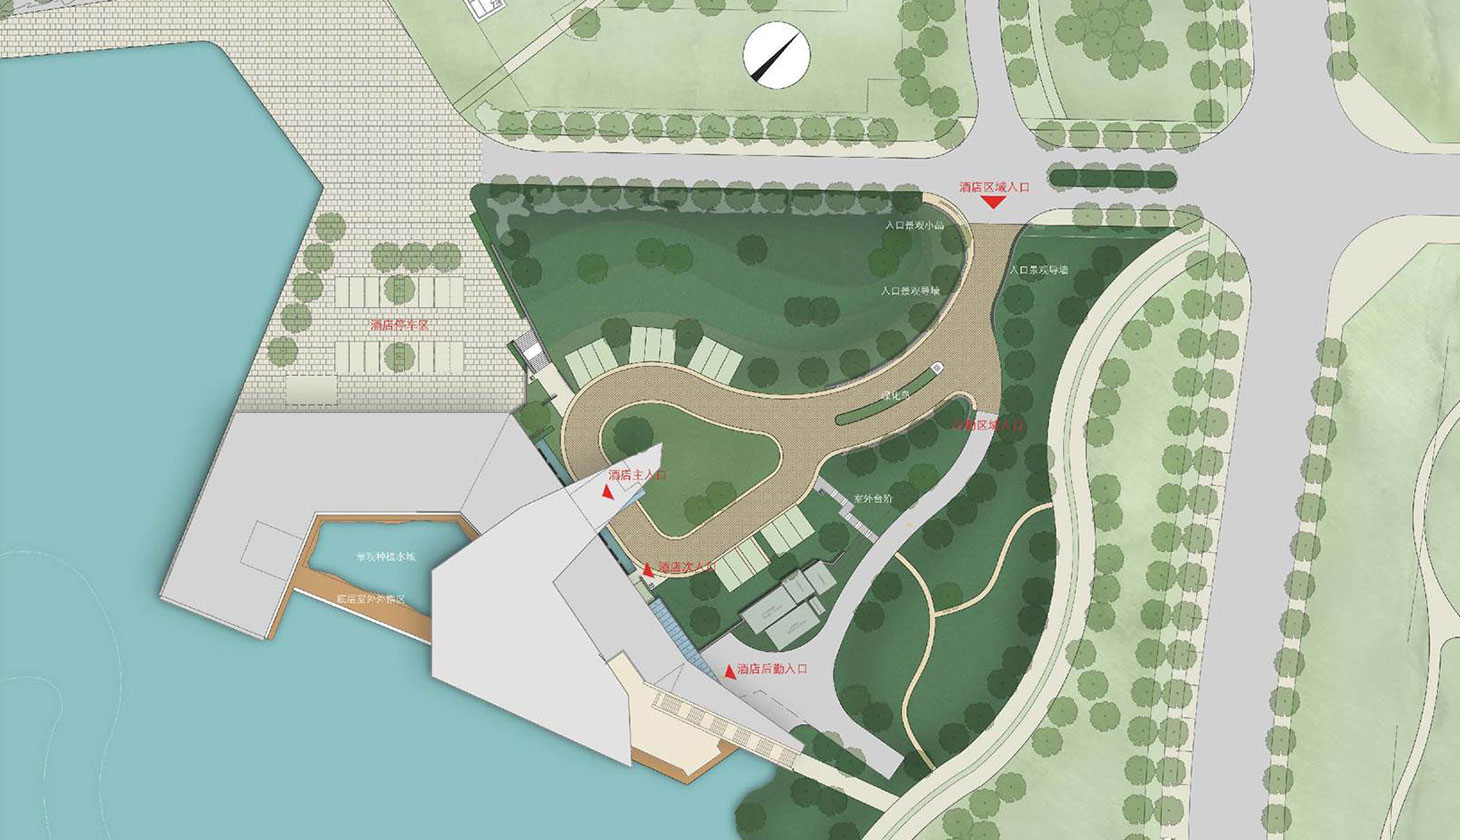 酒店区域入口
入口景观小品
入口景观导墙
入口景观导墙
酒店停车区
绿化岛
后勤区域入口
酒店主入口
室外台阶
景观种植水域
酒店次入口
底层室外外摆区
酒店后勤入口